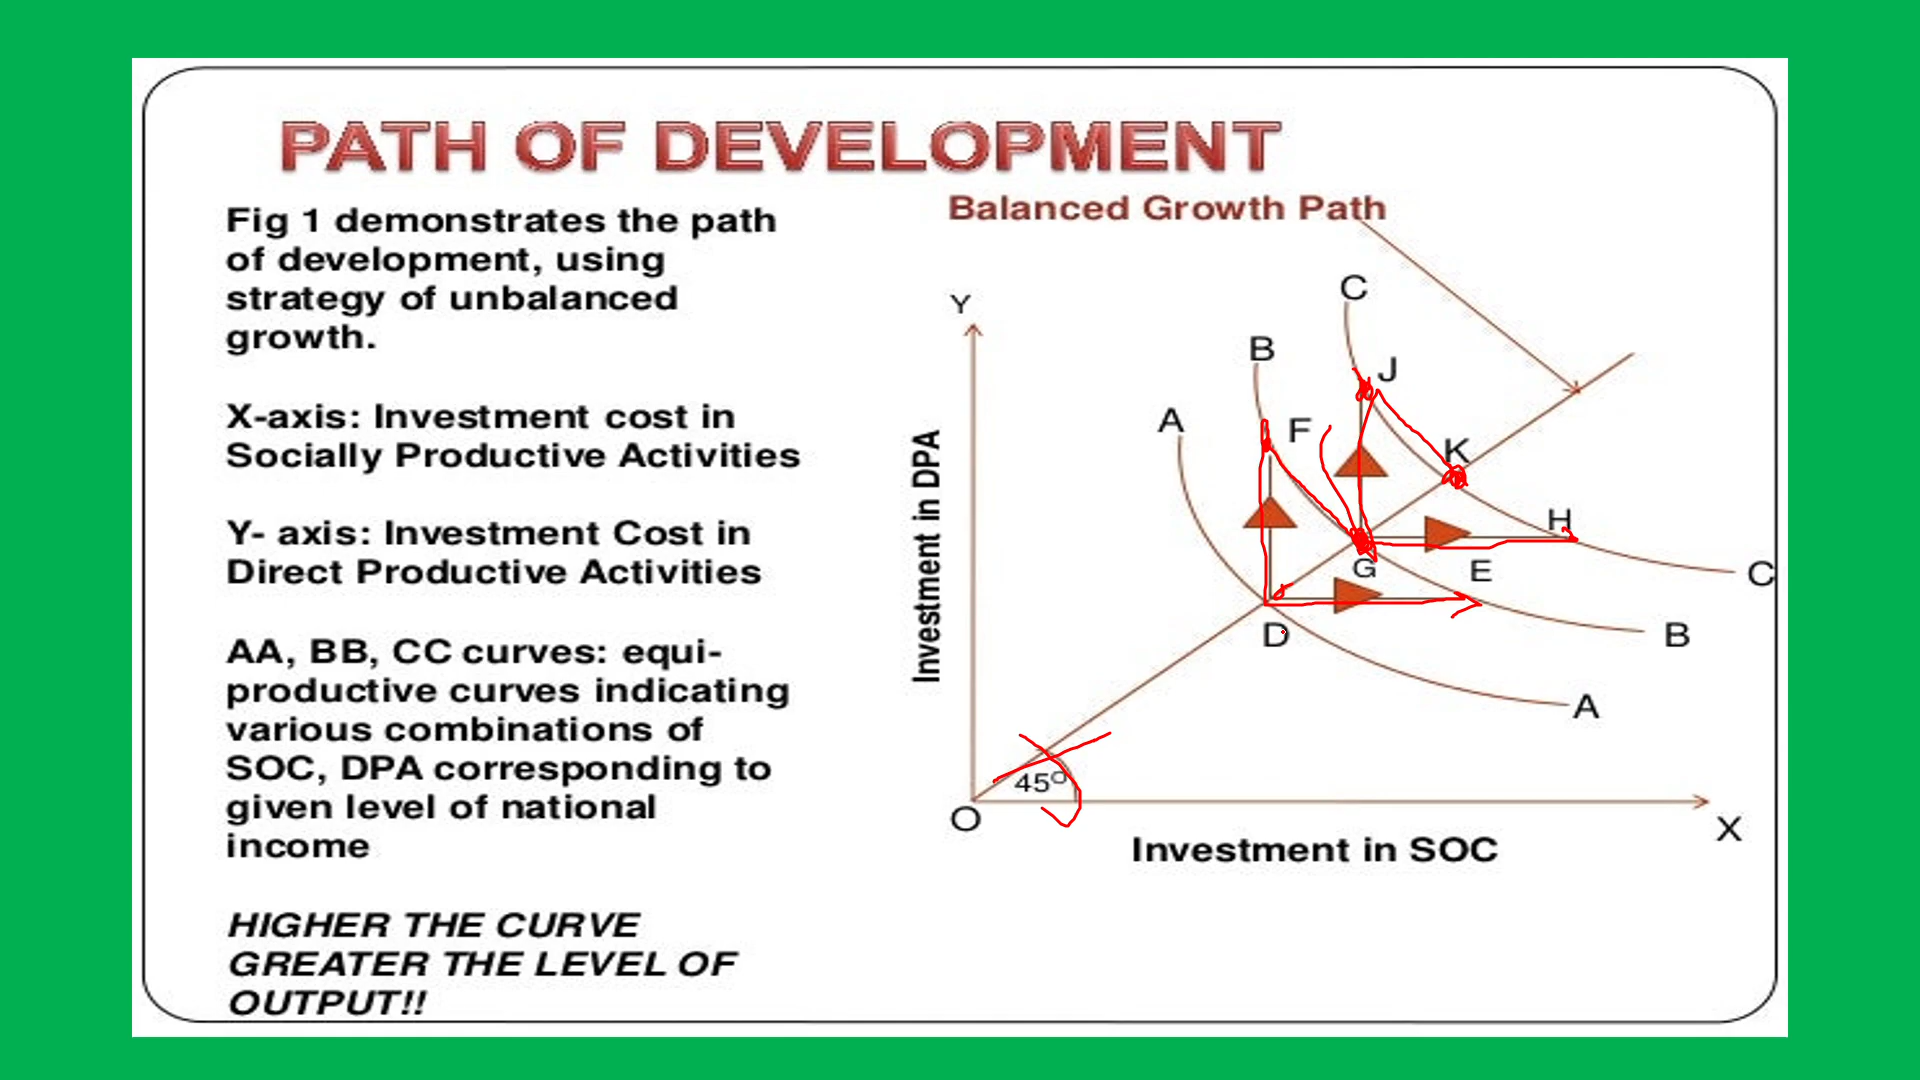 PATH OF DEVELOPMENT
Fig 1 demonstrates the path
of development, using
strategy of unbalanced
growth.
X-axis: Investment cost in
Socially Productive Activities
Y- axis: Investment Cost in
Direct Productive Activities
AA, BB, CC curves: equi-
productive curves indicating
various combinations of
SOC, DPA corresponding to
given level of national
income
HIGHER THE CURVE
GREATER THE LEVEL OF
OUTPUT!!
Balanced Growth Path
Y
C
B
J
A
F
K
H
G
E
C
D
B
A
45º
O
X
Investment in DPA
Investment in SOC